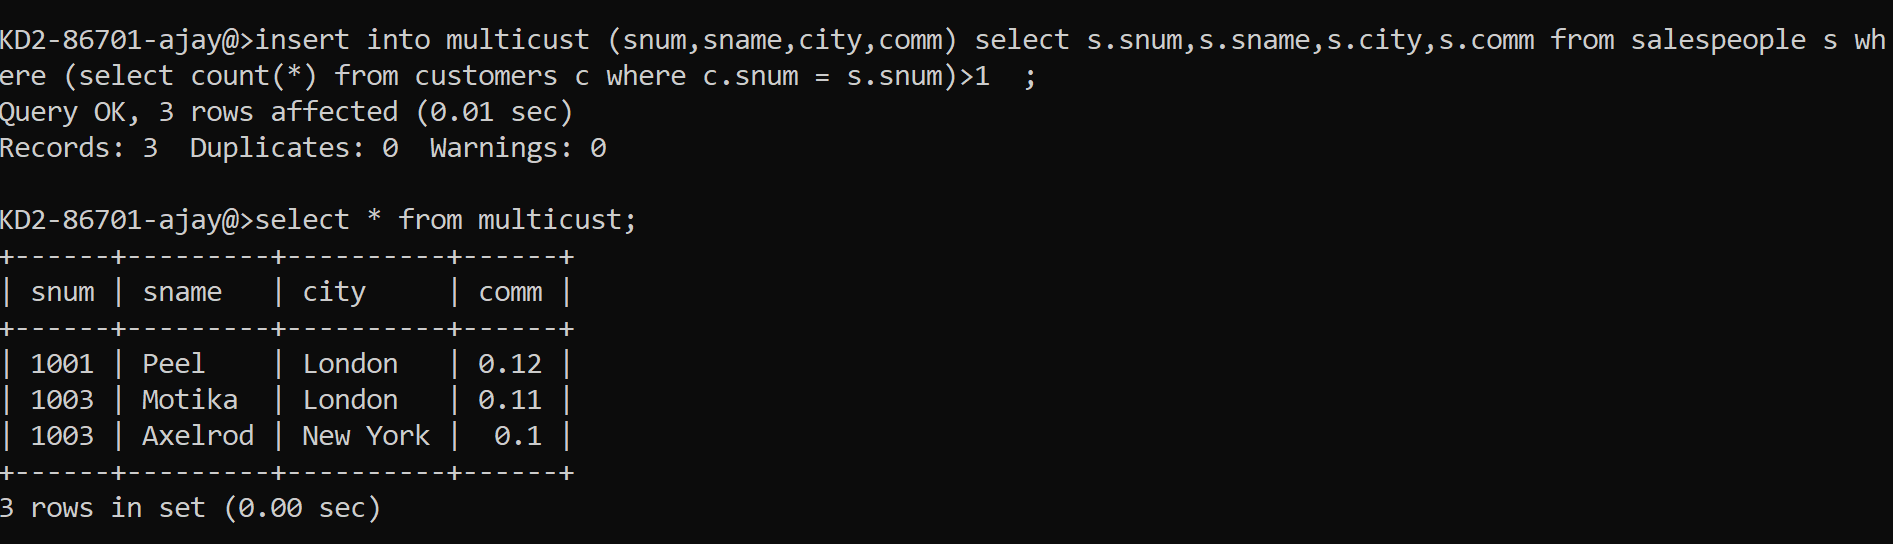 KD2-86701-ajay@>insert into multicust (snum,sname,city,comm) select s.snum,s.sname,s.city,s.comm from salespeople s wh
ere (select count(*) from customers c where c.snum = s.snum)>1  ;
Query OK, 3 rows affected (0.01 sec)
Records: 3  Duplicates: 0  Warnings: 0

KD2-86701-ajay@>select * from multicust;
+------+---------+----------+------+
| snum | sname   | city     | comm |
+------+---------+----------+------+
| 1001 | Peel    | London   | 0.12 |
| 1003 | Motika  | London   | 0.11 |
| 1003 | Axelrod | New York |  0.1 |
+------+---------+----------+------+
3 rows in set (0.00 sec)